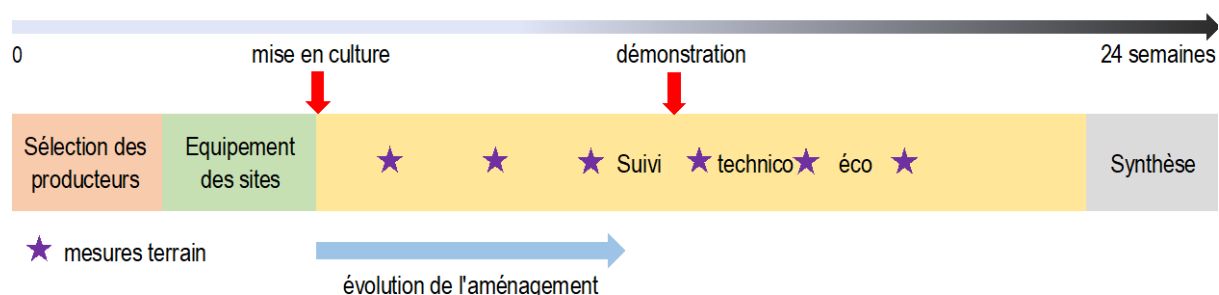 0 mise en culture démonstration 24 semaines
Sélection des
producteurs
Equipement
des sites
Suivi technico éco
Synthèse
mesures terrain
évolution de l'aménagement